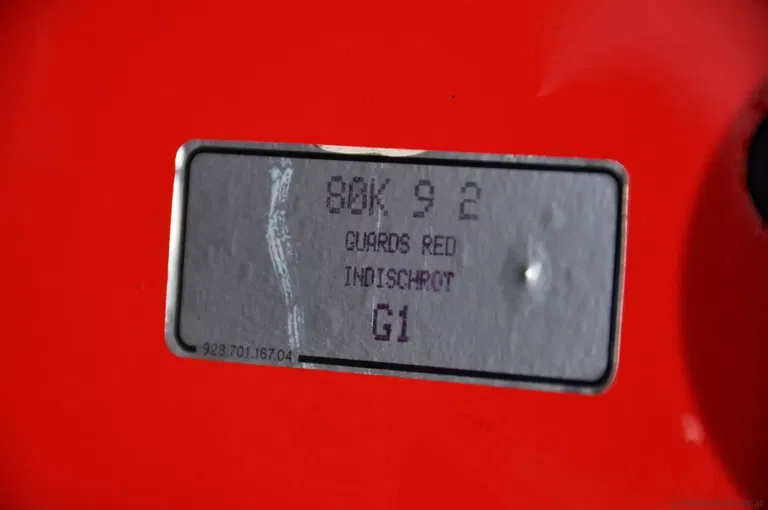 80K 9 2
GUARDS RED
INDISCHROT
G1
928.701.167.04